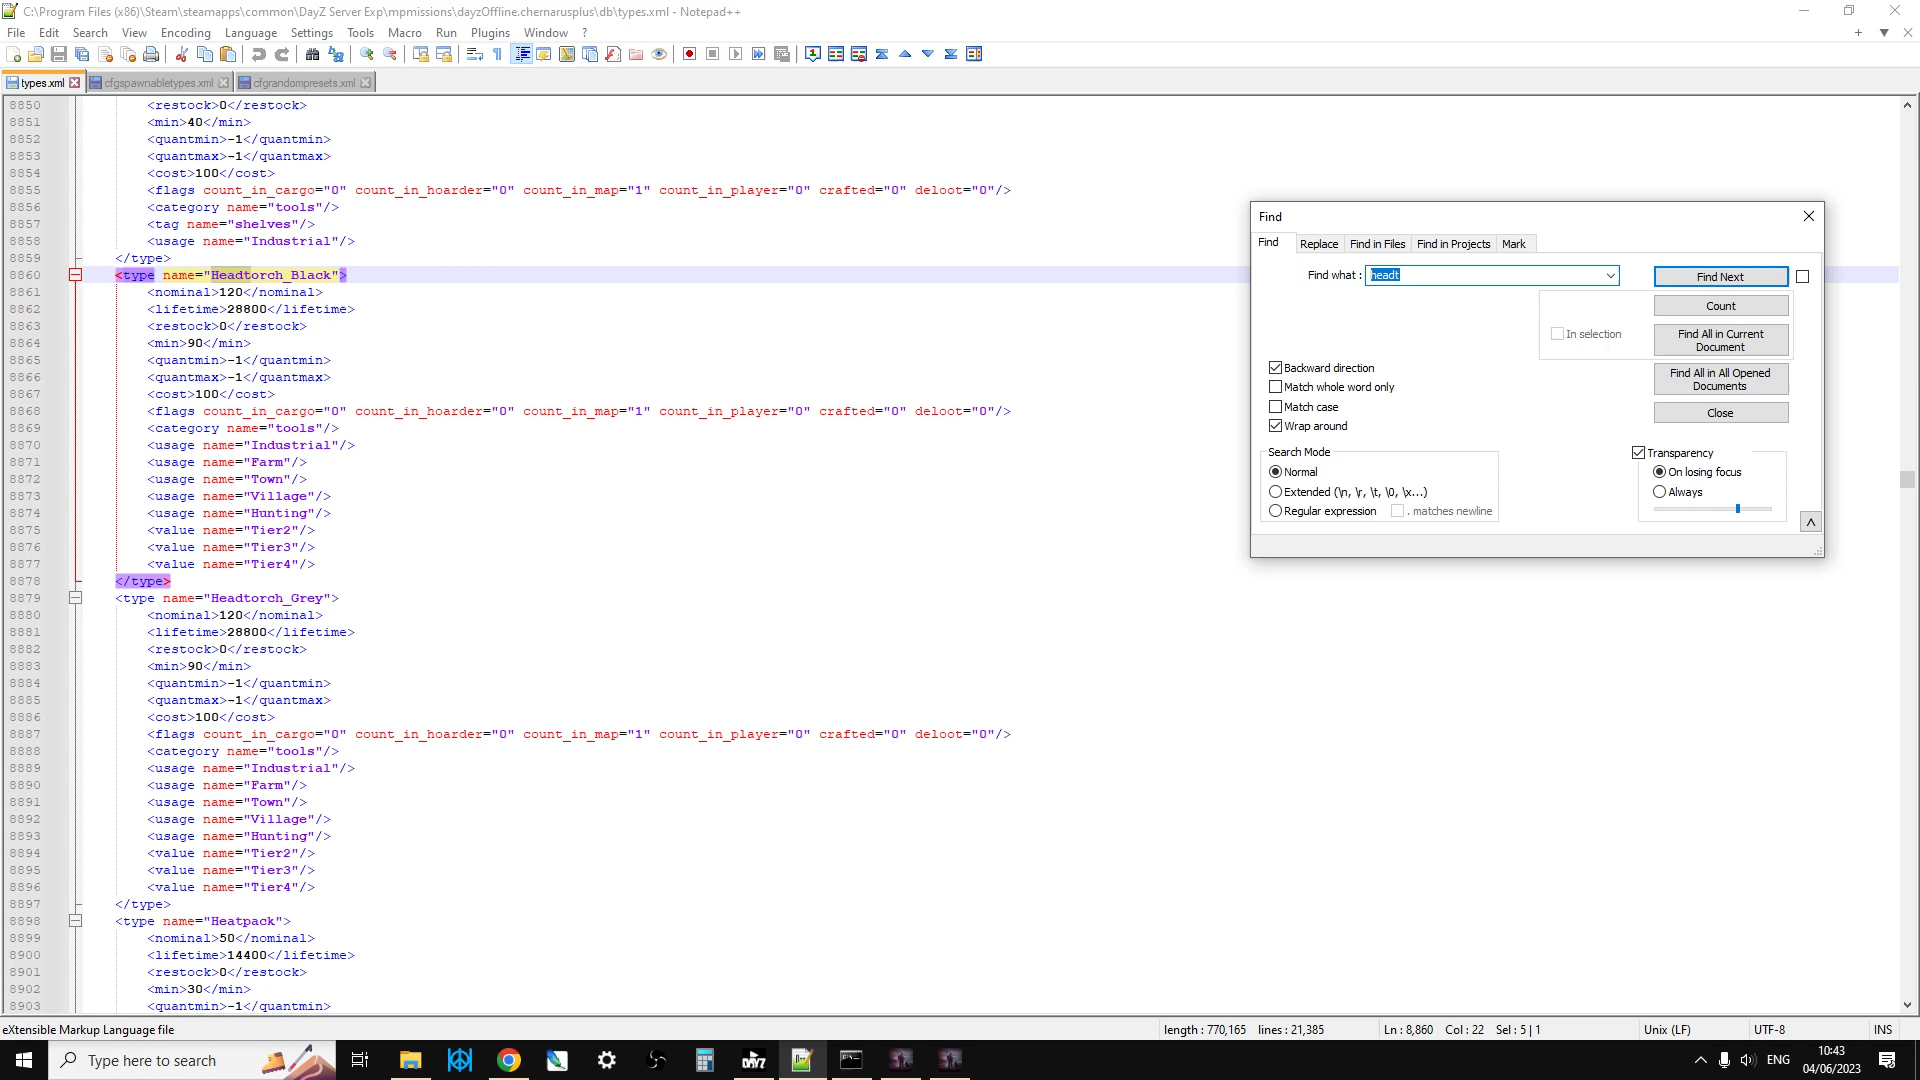 C:\Program Files (x86)\Steam\steamapps\common\DayZ Server Exp\mpmissions\dayzOffline.chernarusplus\db\types.xml - Notepad++
File Edit Search View Encoding Language Settings Tools Macro Run Plugins Window ?
types.xml cfgspawnabletypes.xml cfgrandompresets.xml
8850 <restock>0</restock>
8851 <min>40</min>
8852 <quantmin>-1</quantmin>
8853 <quantmax>-1</quantmax>
8854 <cost>100</cost>
8855 <flags count_in_cargo="0" count_in_hoarder="0" count_in_map="1" count_in_player="0" crafted="0" deloot="0"/>
8856 <category name="tools"/>
8857 <tag name="shelves"/>
8858 <usage name="Industrial"/>
8859 </type>
8860 <type name="Headtorch_Black">
8861 <nominal>120</nominal>
8862 <lifetime>28800</lifetime>
8863 <restock>0</restock>
8864 <min>90</min>
8865 <quantmin>-1</quantmin>
8866 <quantmax>-1</quantmax>
8867 <cost>100</cost>
8868 <flags count_in_cargo="0" count_in_hoarder="0" count_in_map="1" count_in_player="0" crafted="0" deloot="0"/>
8869 <category name="tools"/>
8870 <usage name="Industrial"/>
8871 <usage name="Farm"/>
8872 <usage name="Town"/>
8873 <usage name="Village"/>
8874 <usage name="Hunting"/>
8875 <value name="Tier2"/>
8876 <value name="Tier3"/>
8877 <value name="Tier4"/>
8878 </type>
8879 <type name="Headtorch_Grey">
8880 <nominal>120</nominal>
8881 <lifetime>28800</lifetime>
8882 <restock>0</restock>
8883 <min>90</min>
8884 <quantmin>-1</quantmin>
8885 <quantmax>-1</quantmax>
8886 <cost>100</cost>
8887 <flags count_in_cargo="0" count_in_hoarder="0" count_in_map="1" count_in_player="0" crafted="0" deloot="0"/>
8888 <category name="tools"/>
8889 <usage name="Industrial"/>
8890 <usage name="Farm"/>
8891 <usage name="Town"/>
8892 <usage name="Village"/>
8893 <usage name="Hunting"/>
8894 <value name="Tier2"/>
8895 <value name="Tier3"/>
8896 <value name="Tier4"/>
8897 </type>
8898 <type name="Heatpack">
8899 <nominal>50</nominal>
8900 <lifetime>14400</lifetime>
8901 <restock>0</restock>
8902 <min>30</min>
8903 <quantmin>-1</quantmin>
Find
Find Replace Find in Files Find in Projects Mark
Find what : headt Find Next
Count
In selection Find All in Current
Document
Backward direction Find All in All Opened
Documents
Match whole word only
Match case Close
Wrap around
Search Mode Transparency
Normal On losing focus
Extended (\n, \r, \t, \0, \x...) Always
Regular expression . matches newline
eXtensible Markup Language file length : 770,165 lines : 21,385 Ln : 8,860 Col : 22 Sel : 5 | 1 Unix (LF) UTF-8 INS
Type here to search DAYZ ENG 10:43
04/06/2023